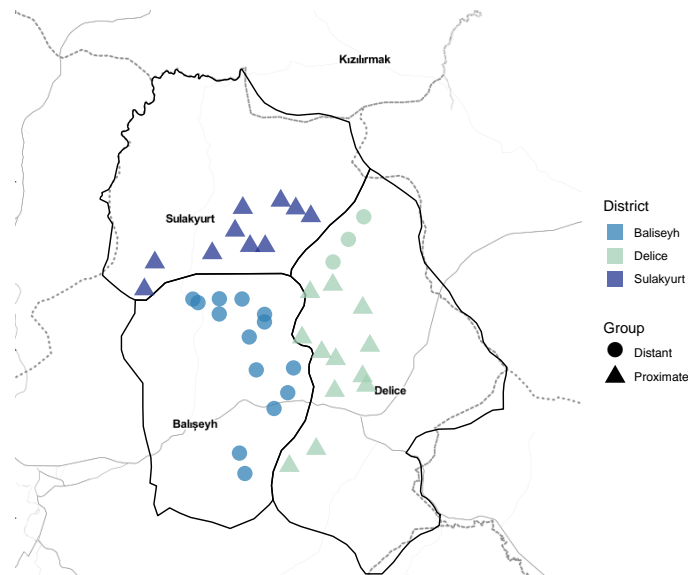 Kızılırmak
Sulakyurt
Balışeyh
Delice
District
Baliseyh
Delice
Sulakyurt
Group
Distant
Proximate